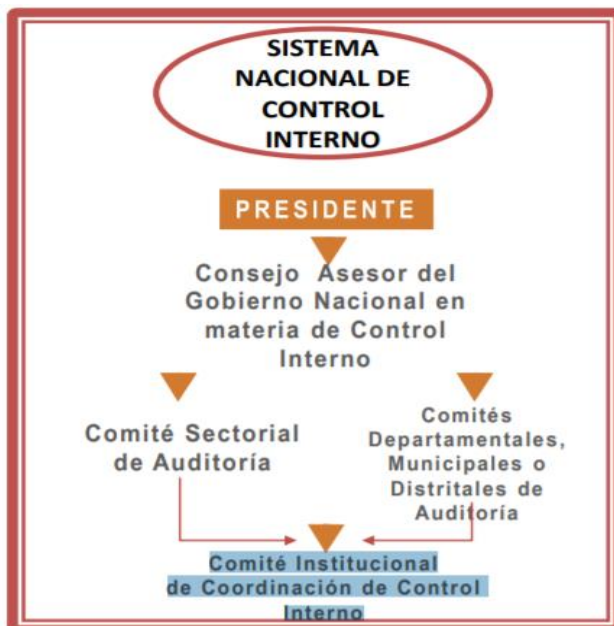 SISTEMA
NACIONAL DE
CONTROL
INTERNO
PRESIDENTE
Consejo Asesor del
Gobierno Nacional en
materia de Control
Interno
Comité Sectorial
de Auditoría
Comités
Departamentales,
Municipales o
Distritales de
Auditoría
Comité Institucional
de Coordinación de Control
Interno